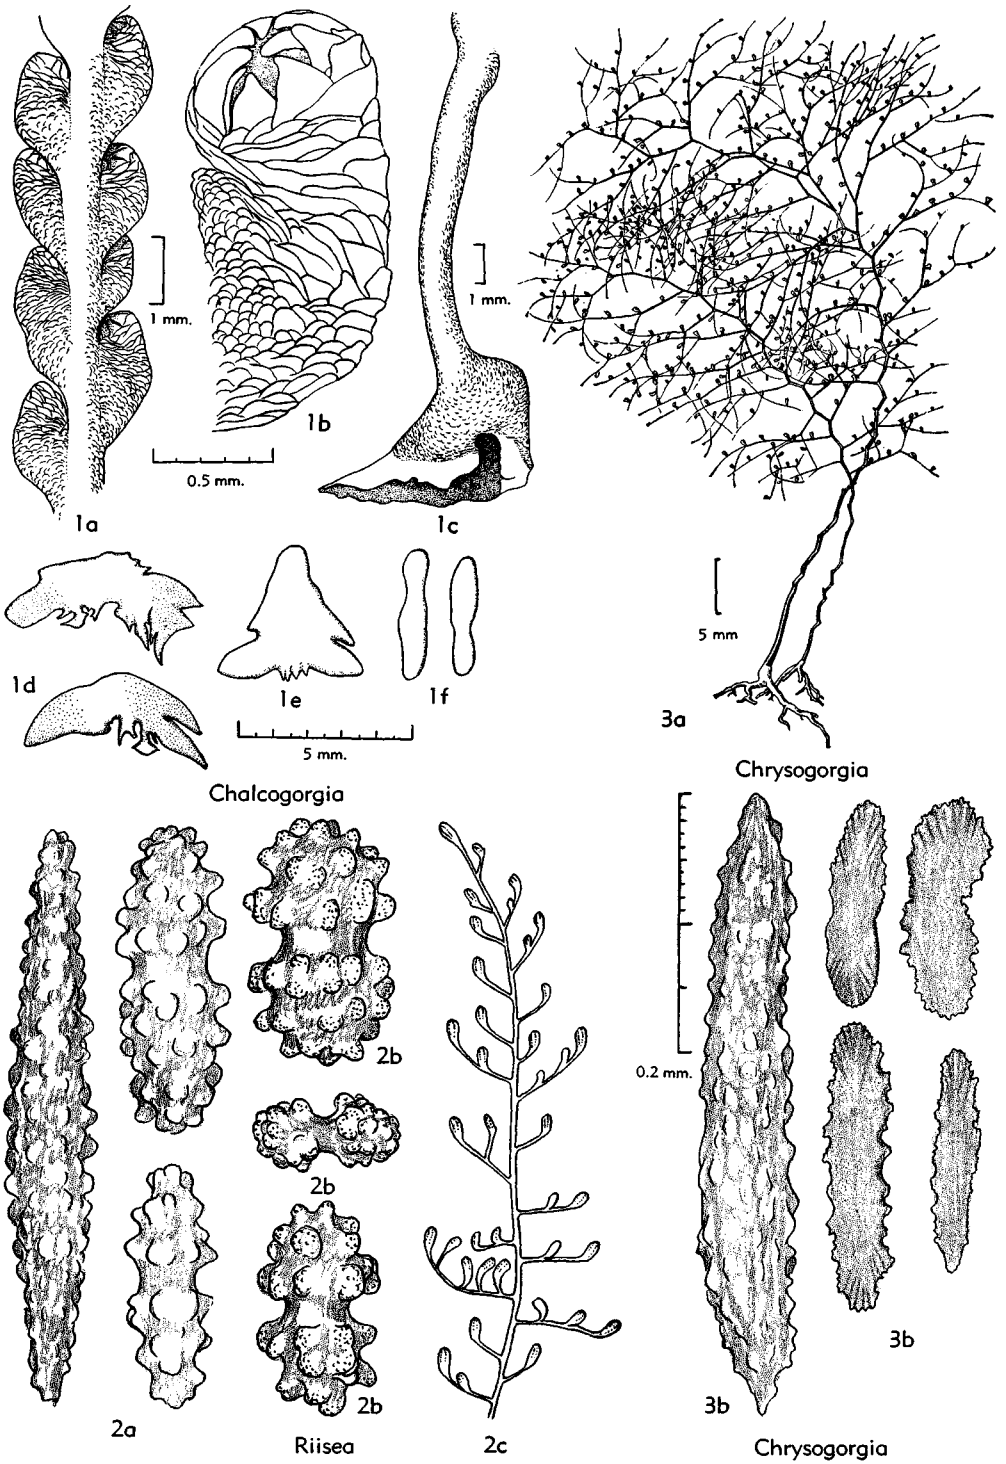 1 mm.
1b
1 mm.
0.5 mm.
1a
1c
1d
1e
1f
5 mm
3a
5 mm.
Chrysogorgia
Chalcogorgia
2b
0.2 mm.
2b
3b
2b
3b
2a
Riisea
2c
Chrysogorgia